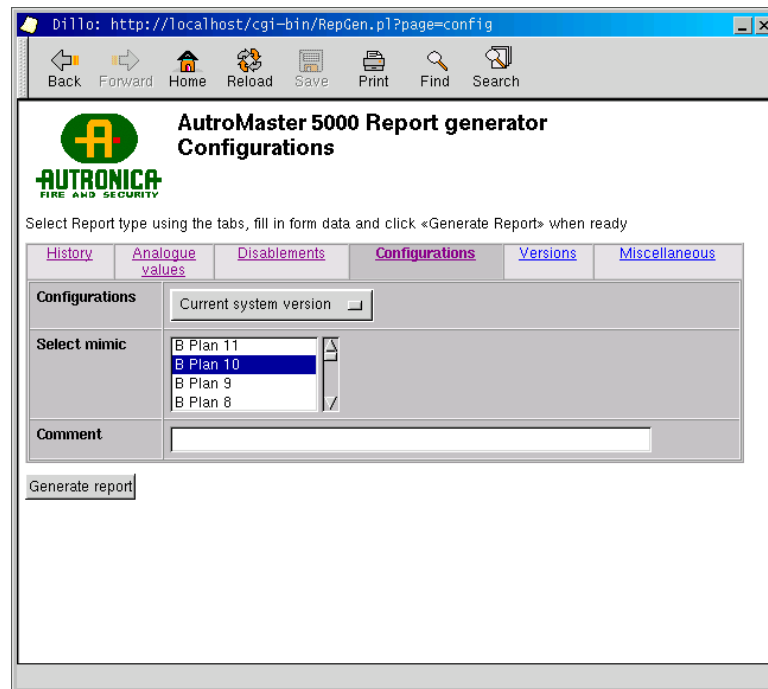 Dillo: http://localhost/cgi-bin/RepGen.pl?page=config
Back Forward Home Reload Save Print Find Search
AutroMaster 5000 Report generator
Configurations
AUTRONICA
FIRE AND SECURITY
Select Report type using the tabs, fill in form data and click «Generate Report» when ready
History Analogue values Disablements Configurations Versions Miscellaneous
Configurations Current system version
Select mimic B Plan 11
B Plan 10
B Plan 9
B Plan 8
Comment
Generate report